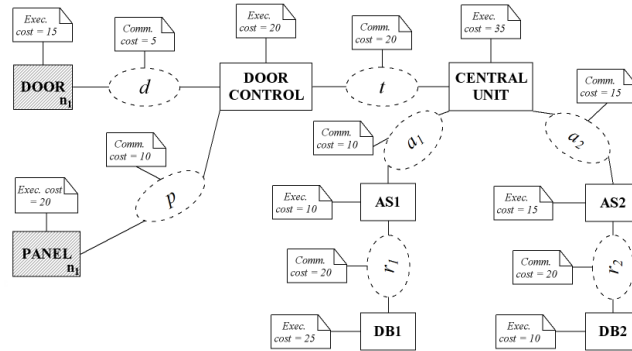 Exec.
cost = 15
Comm.
cost = 5
Exec.
cost = 20
Comm.
cost = 20
Exec.
cost = 35
DOOR
n1
d
DOOR
CONTROL
t
CENTRAL
UNIT
Comm.
cost = 15
Comm.
cost = 10
a1
a2
Comm.
cost = 10
p
Exec. cost
= 20
PANEL
n1
Exec.
cost = 10
AS1
Exec.
cost = 15
AS2
Comm.
cost = 20
r1
Comm.
cost = 20
r2
Exec.
cost = 25
DB1
Exec.
cost = 10
DB2